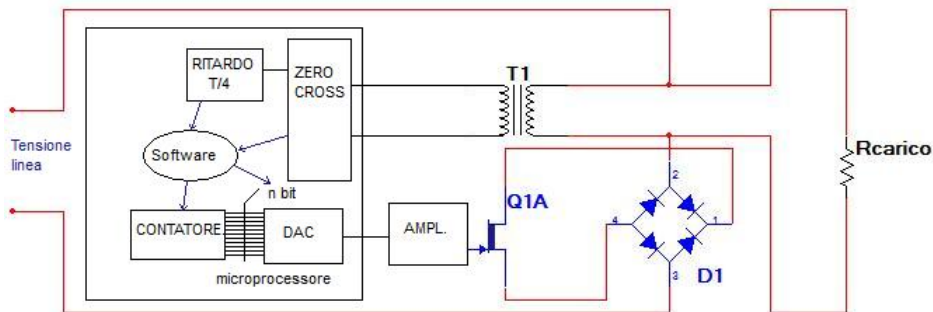 RITARDO
T/4
ZERO
CROSS
T1
Tensione
linea
Software
Rcarico
n bit
Q1A
2
CONTATORE
DAC
AMPL.
4
1
microprocessore
3
D1